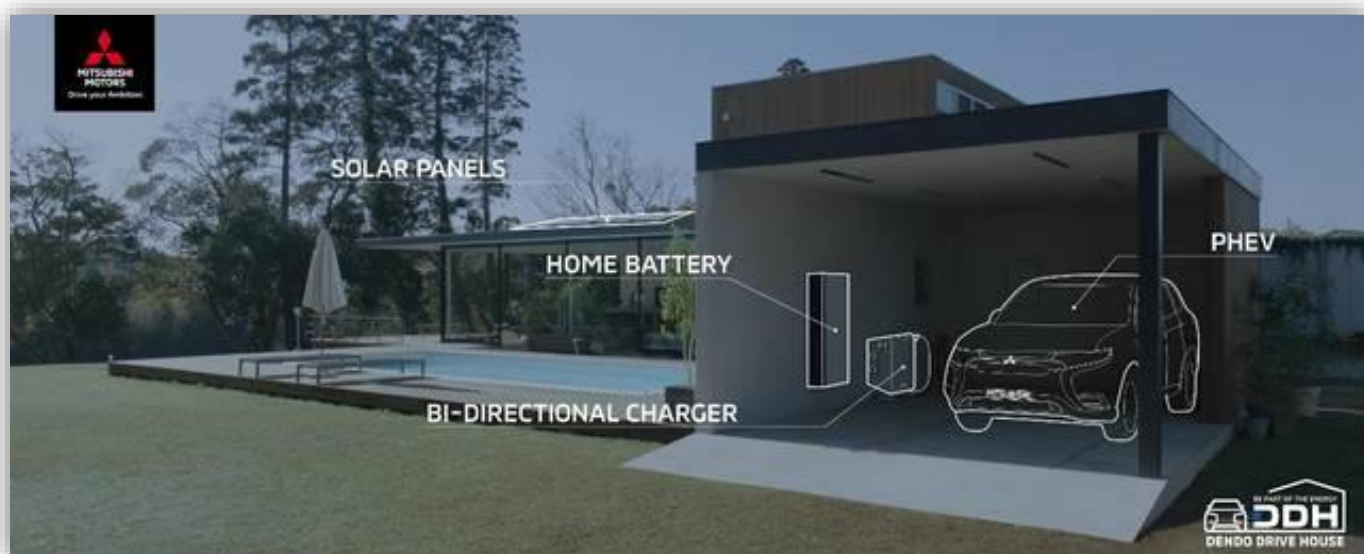 MITSUBISHI
MOTORS
Drive your Ambition
SOLAR PANELS
HOME BATTERY
PHEV
BI-DIRECTIONAL CHARGER
BE PART OF THE ENERGY
DDH
DENDO DRIVE HOUSE